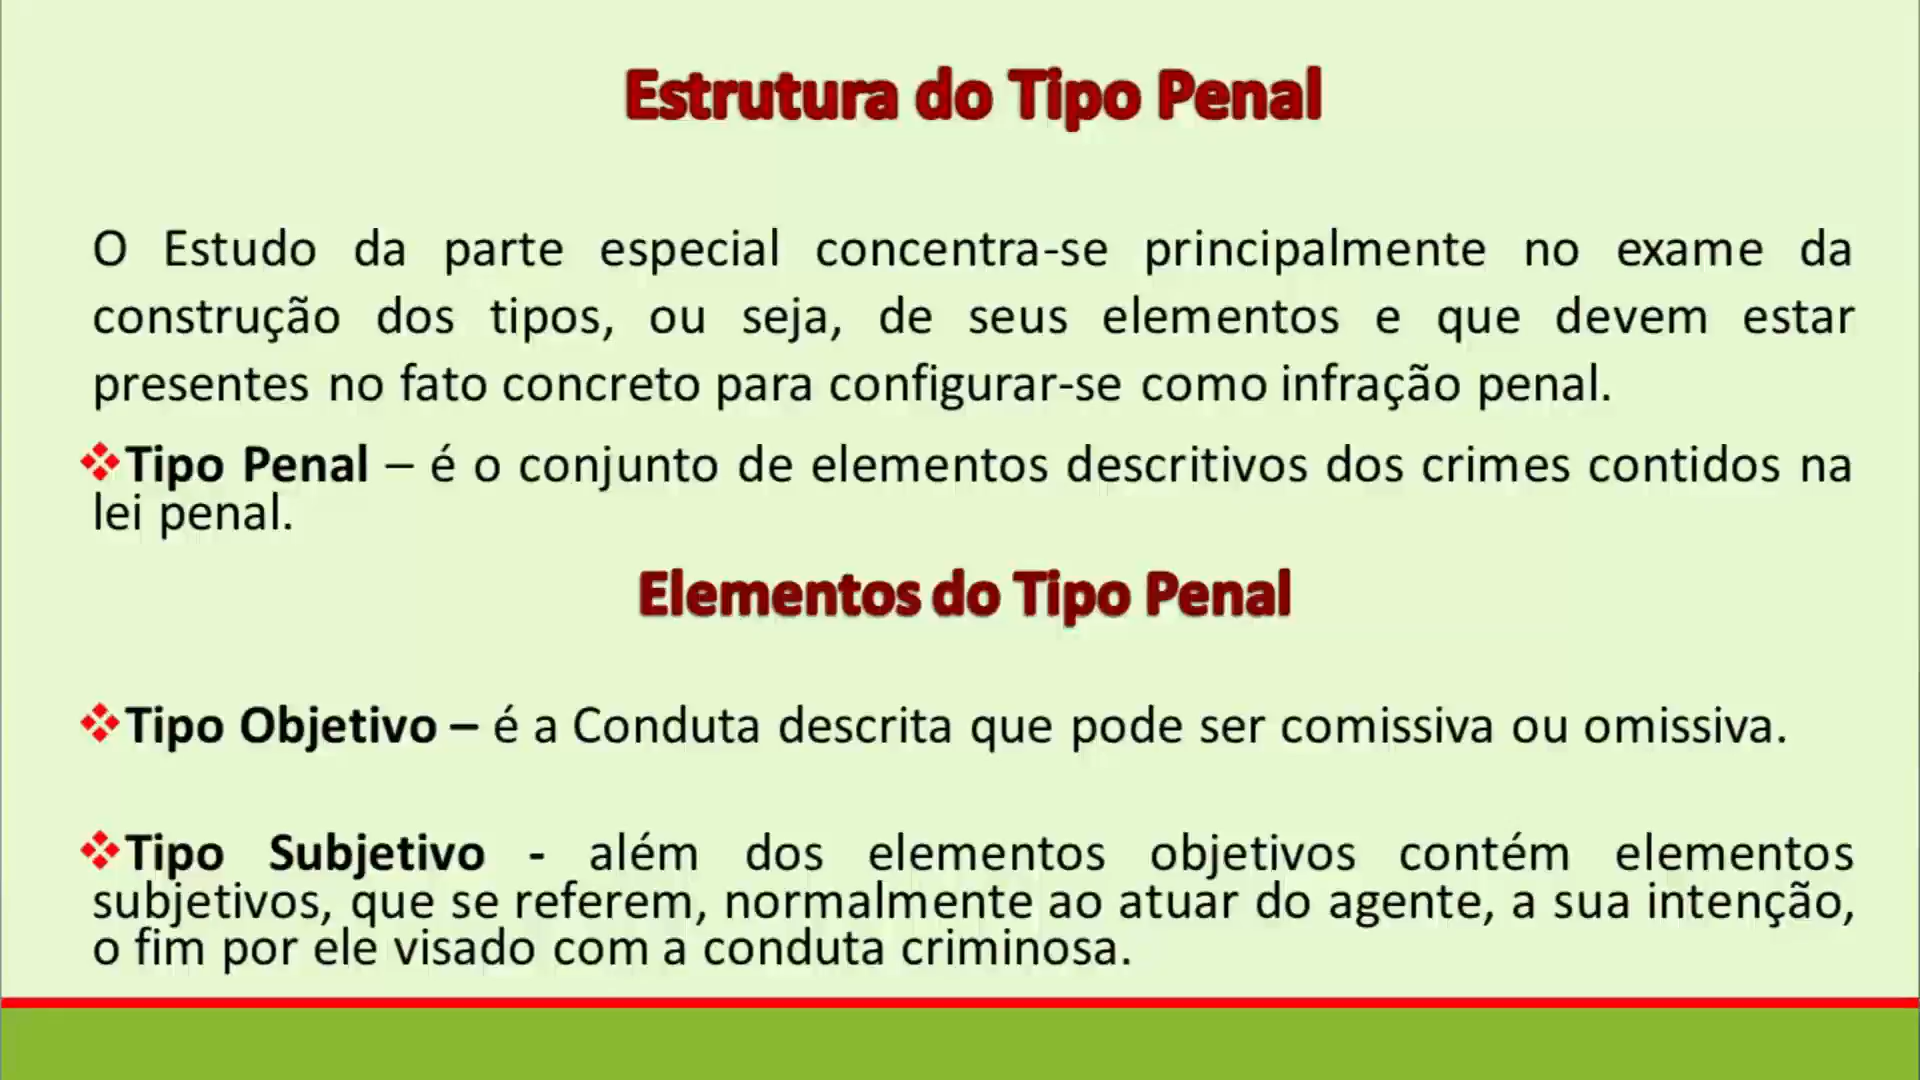 Estrutura do Tipo Penal
O Estudo da parte especial concentra-se principalmente no exame da
construção dos tipos, ou seja, de seus elementos e que devem estar
presentes no fato concreto para configurar-se como infração penal.
❖Tipo Penal – é o conjunto de elementos descritivos dos crimes contidos na
lei penal.
Elementos do Tipo Penal
❖Tipo Objetivo – é a Conduta descrita que pode ser comissiva ou omissiva.
❖Tipo Subjetivo - além dos elementos objetivos contém elementos
subjetivos, que se referem, normalmente ao atuar do agente, a sua intenção,
o fim por ele visado com a conduta criminosa.